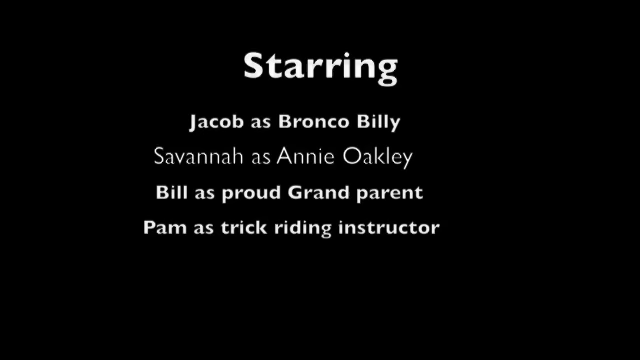 Starring
Jacob as Bronco Billy
Savannah as Annie Oakley
Bill as proud Grand parent
Pam as trick riding instructor